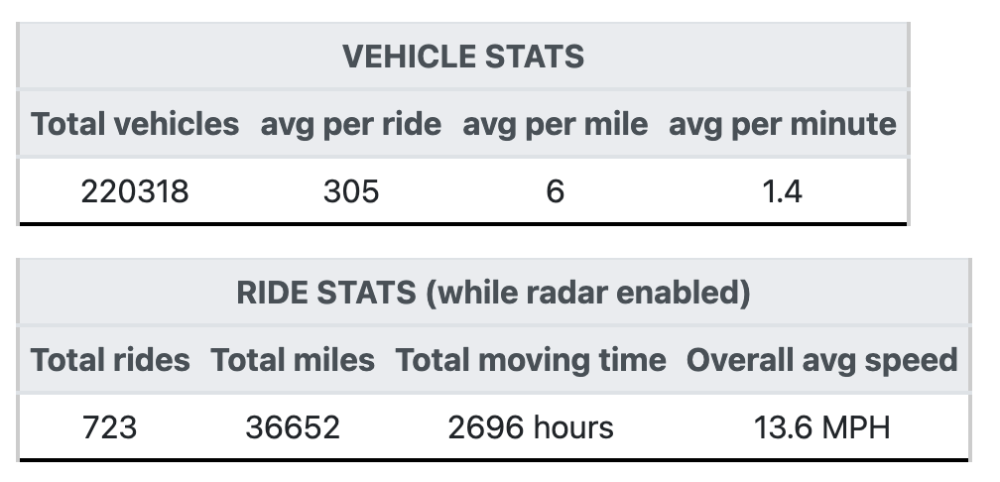 VEHICLE STATS
Total vehicles avg per ride avg per mile avg per minute
220318 305 6 1.4
RIDE STATS (while radar enabled)
Total rides Total miles Total moving time Overall avg speed
723 36652 2696 hours 13.6 MPH